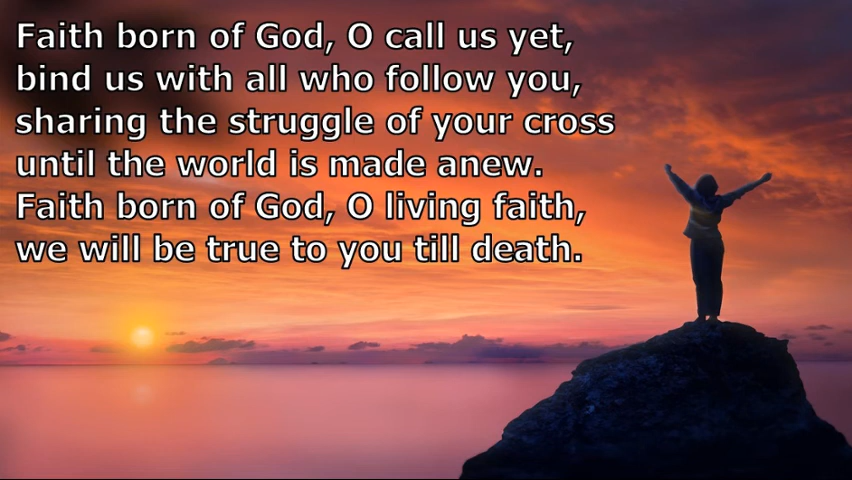 Faith born of God, O call us yet,
bind us with all who follow you,
sharing the struggle of your cross
until the world is made anew.
Faith born of God, O living faith,
we will be true to you till death.